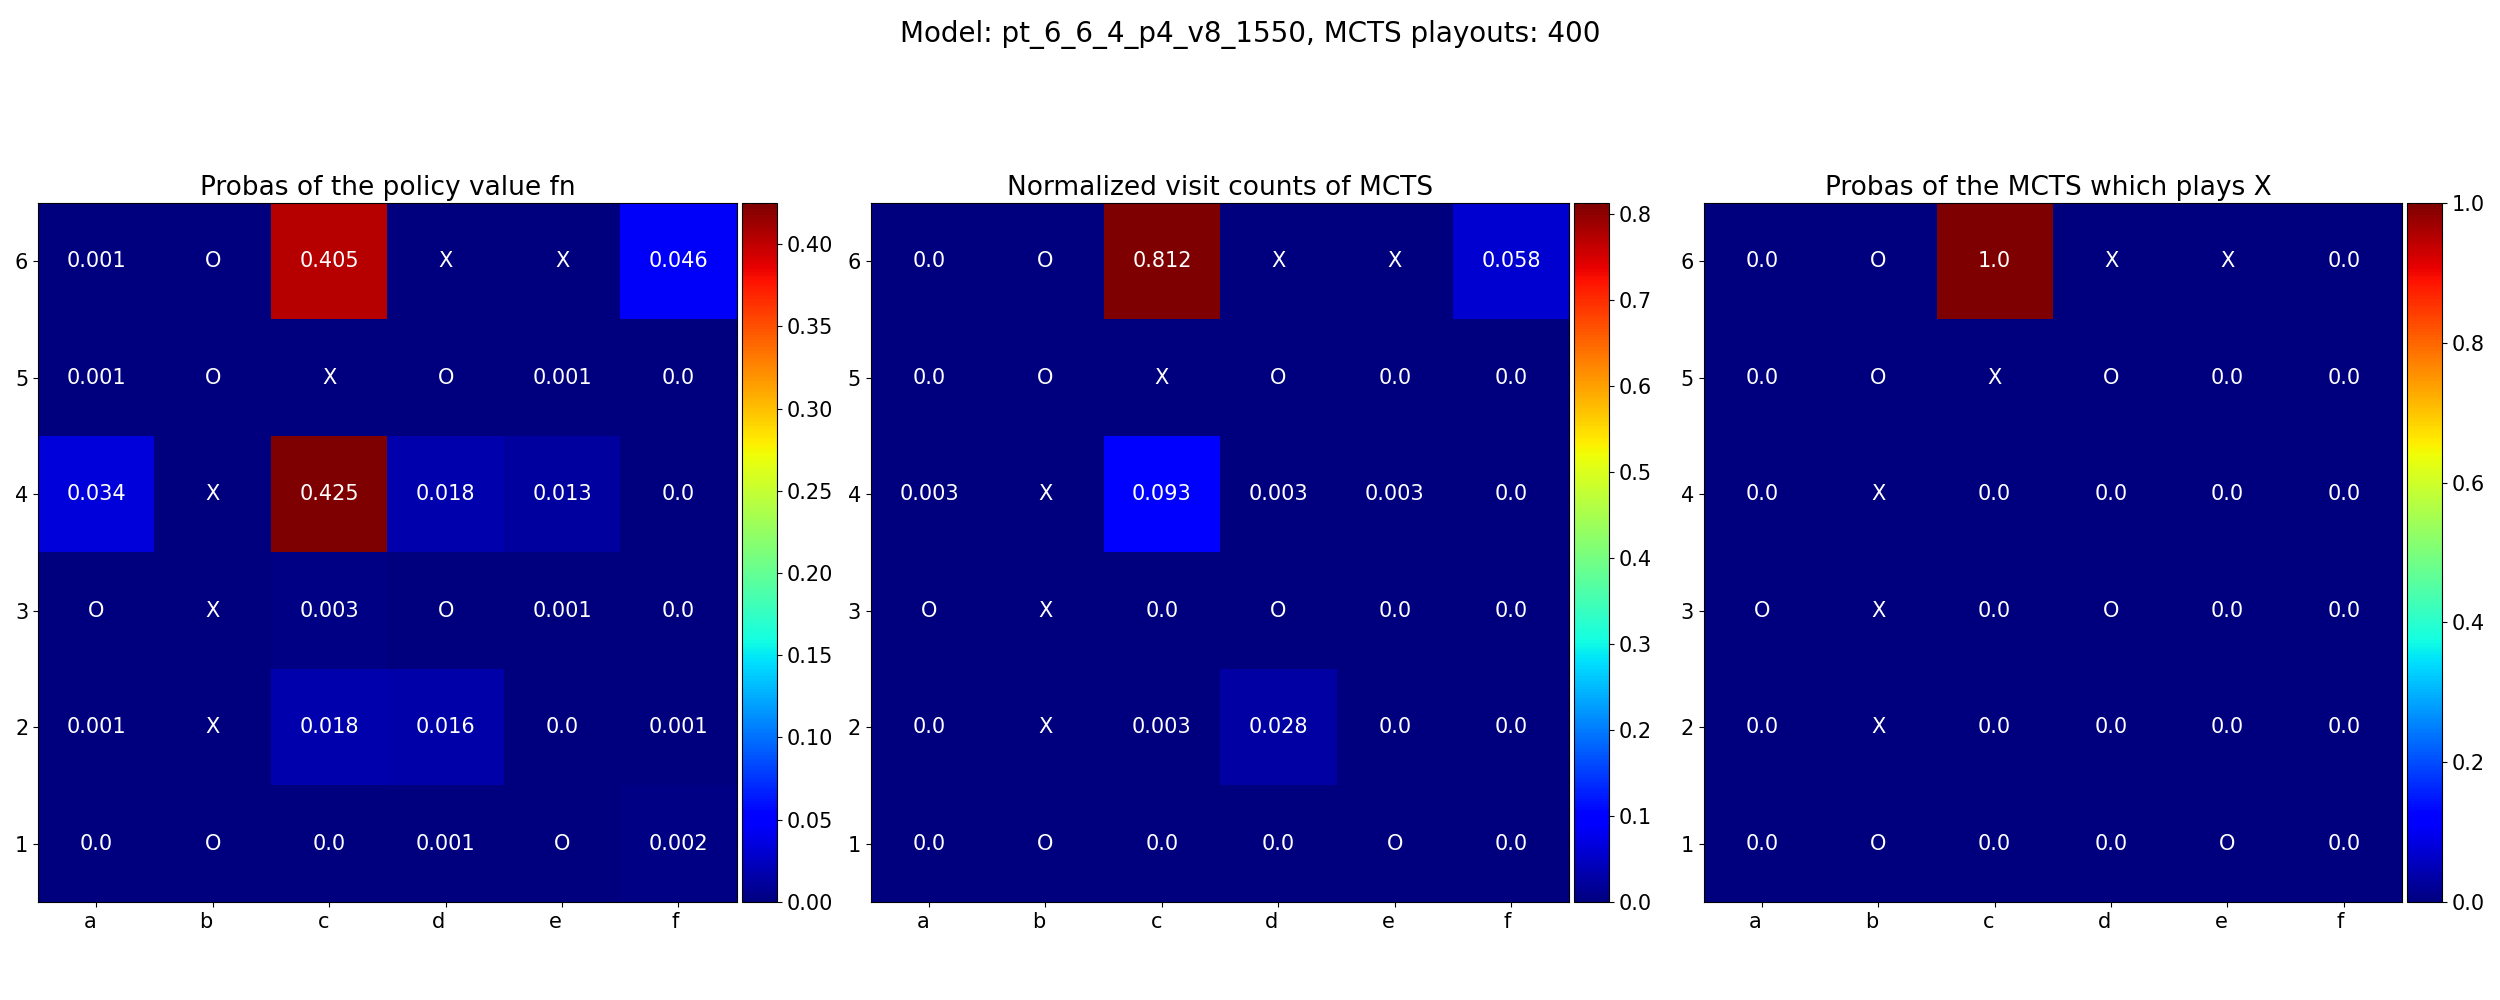 Model: pt_6_6_4_p4_v8_1550, MCTS playouts: 400
Probas of the policy value fn
6 0.001 O 0.405 X X 0.046
5 0.001 O X O 0.001 0.0
4 0.034 X 0.425 0.018 0.013 0.0
3 O X 0.003 O 0.001 0.0
2 0.001 X 0.018 0.016 0.0 0.001
1 0.0 O 0.0 0.001 O 0.002
a b c d e f
0.40
0.35
0.30
0.25
0.20
0.15
0.10
0.05
0.00
Normalized visit counts of MCTS
6 0.0 O 0.812 X X 0.058
5 0.0 O X O 0.0 0.0
4 0.003 X 0.093 0.003 0.003 0.0
3 O X 0.0 O 0.0 0.0
2 0.0 X 0.003 0.028 0.0 0.0
1 0.0 O 0.0 0.0 O 0.0
a b c d e f
0.8
0.7
0.6
0.5
0.4
0.3
0.2
0.1
0.0
Probas of the MCTS which plays X
6 0.0 O 1.0 X X 0.0
5 0.0 O X O 0.0 0.0
4 0.0 X 0.0 0.0 0.0 0.0
3 O X 0.0 O 0.0 0.0
2 0.0 X 0.0 0.0 0.0 0.0
1 0.0 O 0.0 0.0 O 0.0
a b c d e f
1.0
0.8
0.6
0.4
0.2
0.0